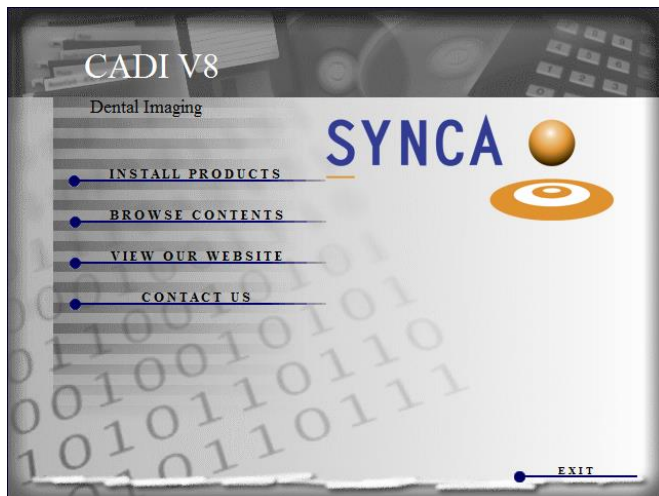 CADI V8
Dental Imaging
SYNCA
INSTALL PRODUCTS
BROWSE CONTENTS
VIEW OUR WEBSITE
CONTACT US
EXIT